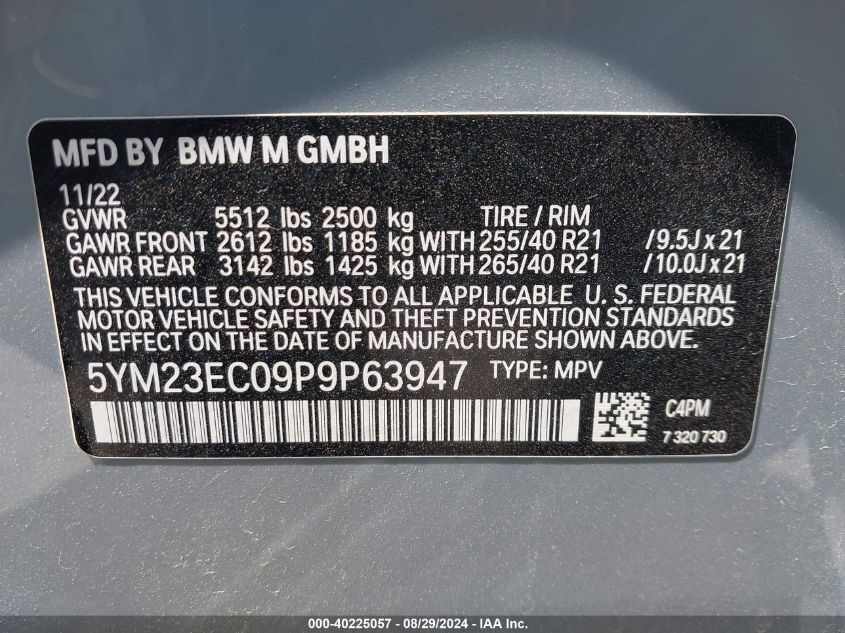 MFD BY BMW M GMBH
11/22
GVWR 5512 lbs 2500 kg TIRE / RIM
GAWR FRONT 2612 lbs 1185 kg WITH 255/40 R21 /9.5J x 21
GAWR REAR 3142 lbs 1425 kg WITH 265/40 R21 /10.0J x 21
THIS VEHICLE CONFORMS TO ALL APPLICABLE U. S. FEDERAL
MOTOR VEHICLE SAFETY AND THEFT PREVENTION STANDARDS
IN EFFECT ON THE DATE OF MANUFACTURE SHOWN ABOVE.
5YM23EC09P9P63947 TYPE: MPV
C4PM
7 320 730
000-40225057 - 08/29/2024 - IAA Inc.